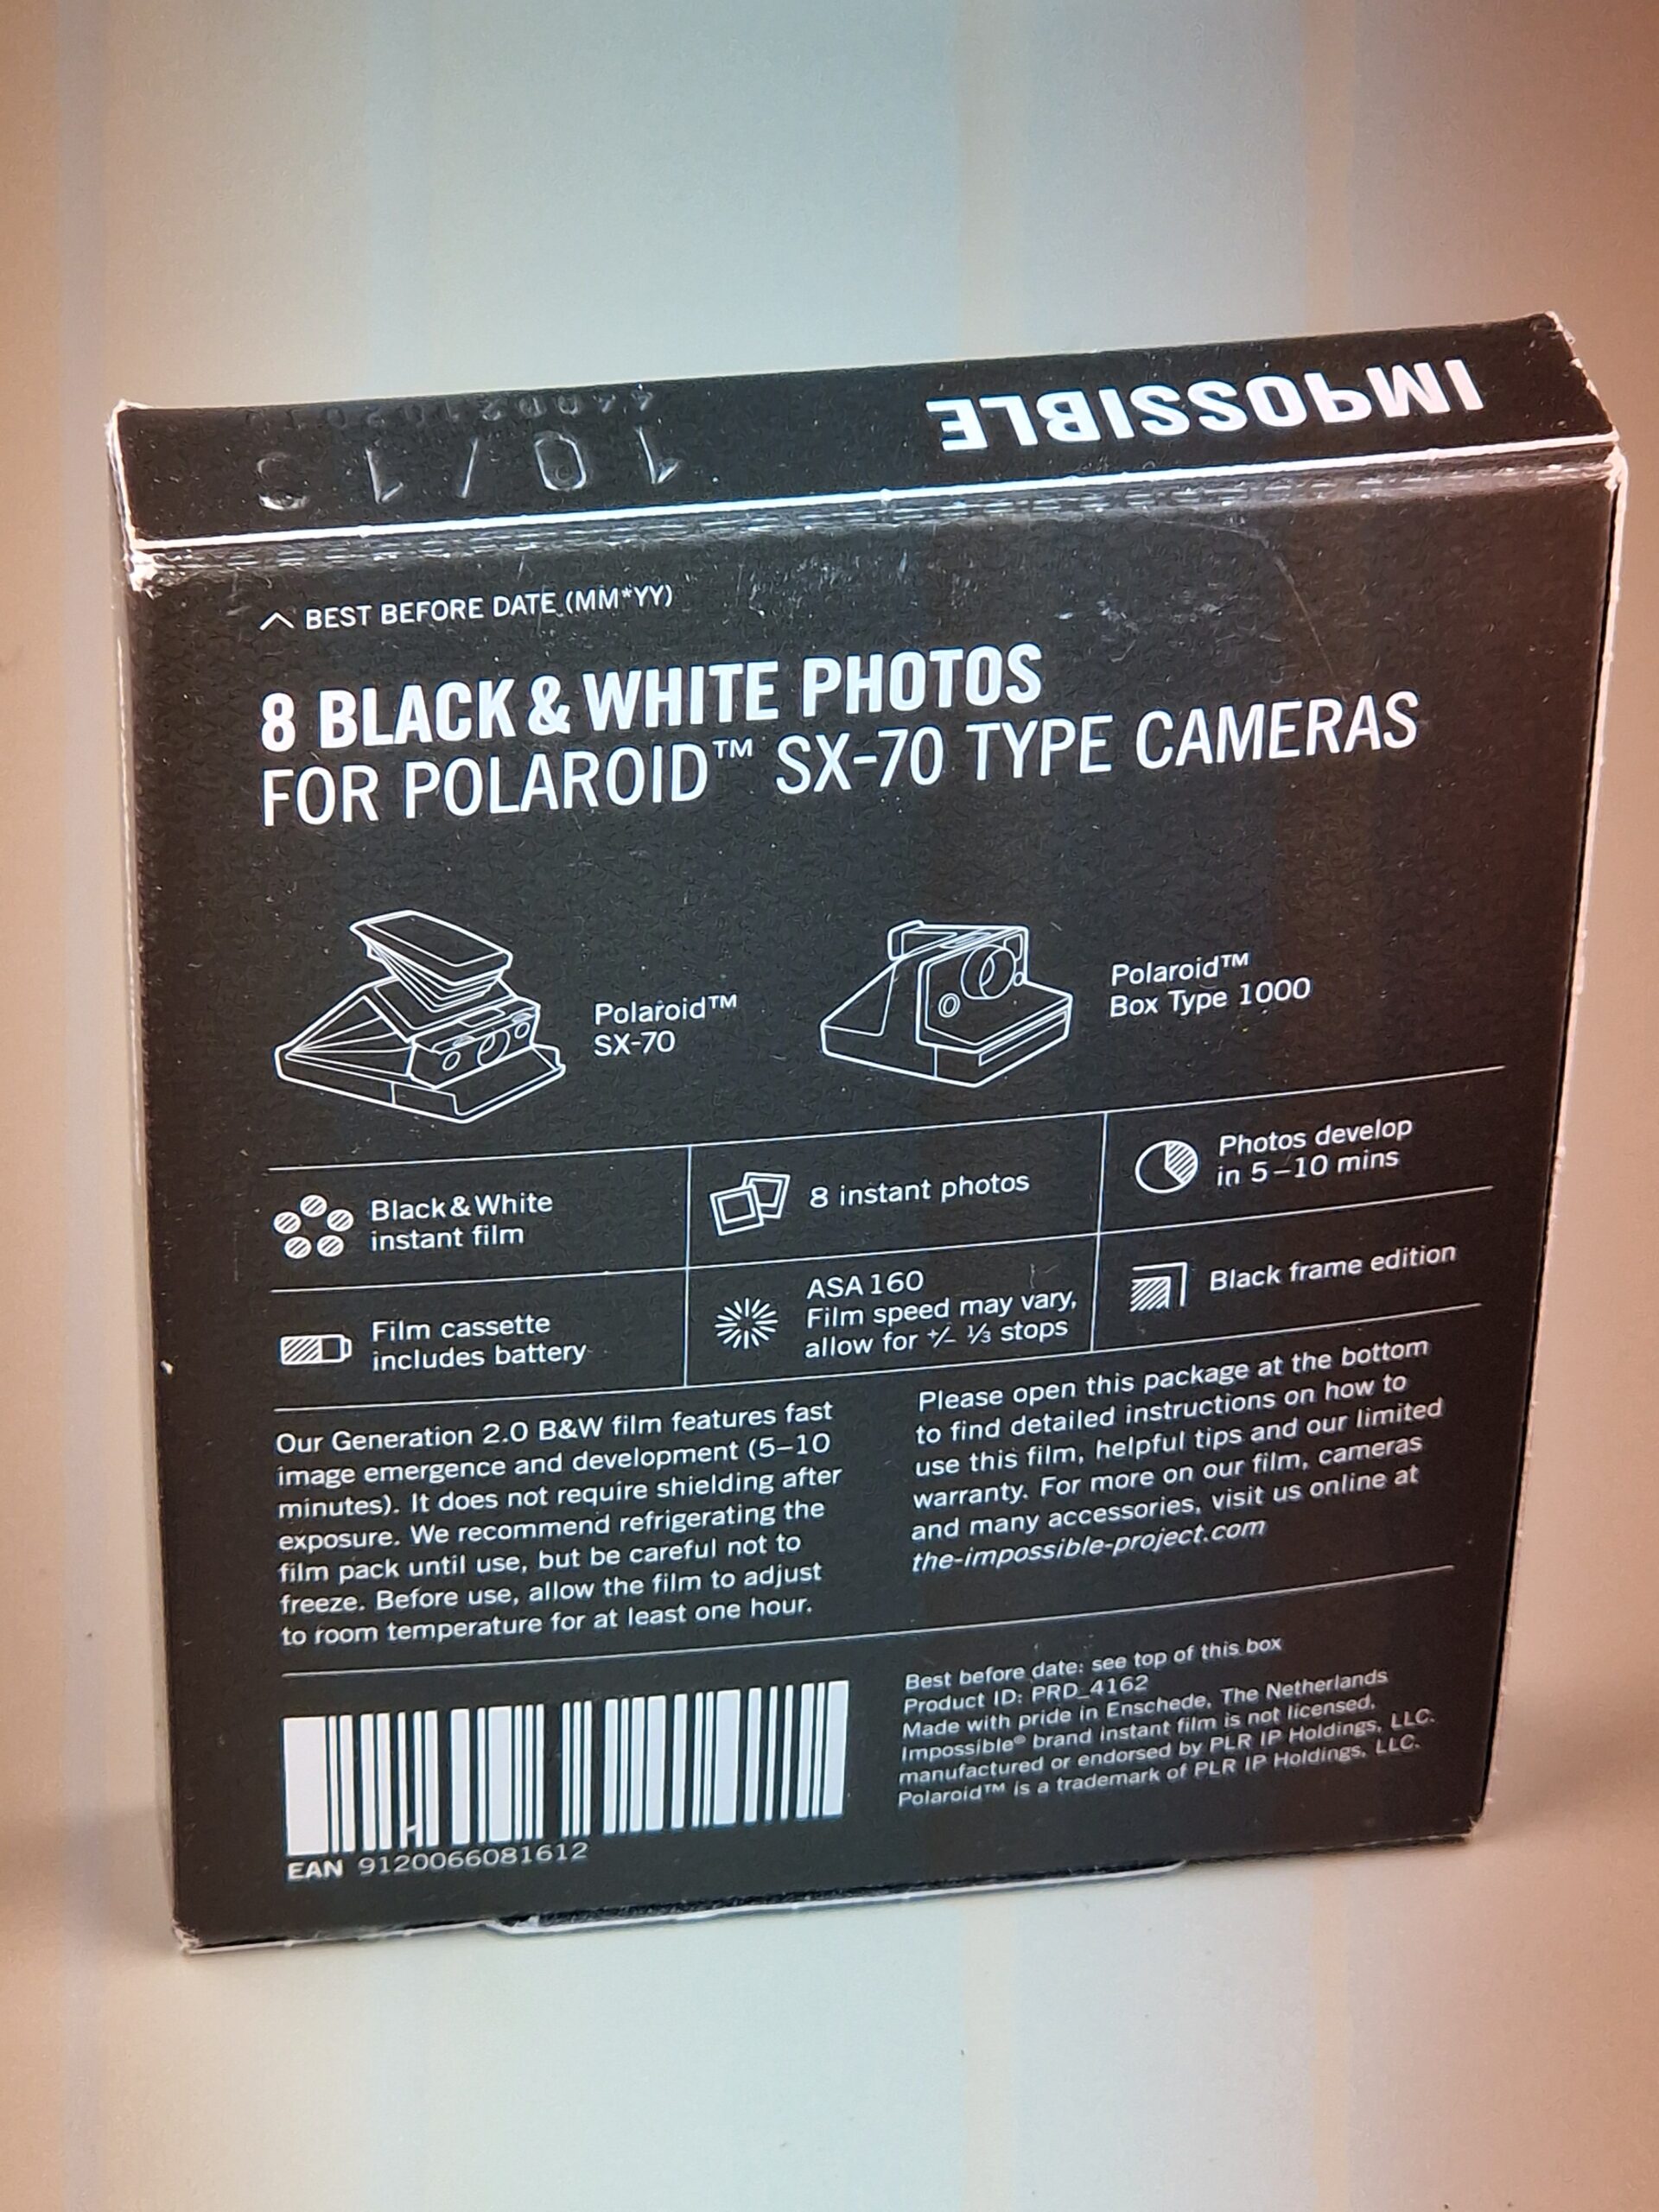 IMPOSSIBLE
BEST BEFORE DATE (MM*YY)
8 BLACK & WHITE PHOTOS
FOR POLAROID™ SX-70 TYPE CAMERAS
Polaroid™
SX-70
Polaroid™
Box Type 1000
Black & White
instant film
8 instant photos
Photos develop
in 5–10 mins
Film cassette
includes battery
ASA 160
Film speed may vary,
allow for +/– 1/3 stops
Black frame edition
Our Generation 2.0 B&W film features fast
image emergence and development (5–10
minutes). It does not require shielding after
exposure. We recommend refrigerating the
film pack until use, but be careful not to
freeze. Before use, allow the film to adjust
to room temperature for at least one hour.
Please open this package at the bottom
to find detailed instructions on how to
use this film, helpful tips and our limited
warranty. For more on our film, cameras
and many accessories, visit us online at
the-impossible-project.com
Best before date: see top of this box
Product ID: PRD_4162
Made with pride in Enschede, The Netherlands
Impossible® brand instant film is not licensed,
manufactured or endorsed by PLR IP Holdings, LLC.
Polaroid™ is a trademark of PLR IP Holdings, LLC.
EAN 9120066081612